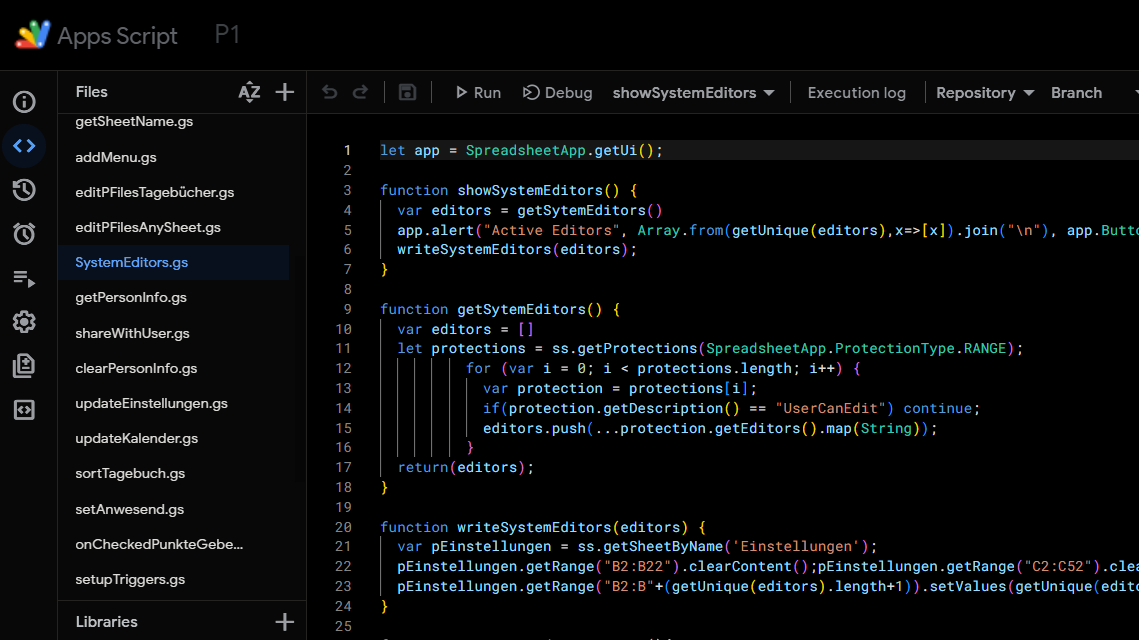 Apps Script P1
Files
Run Debug showSystemEditors Execution log Repository Branch
getSheetName.gs
addMenu.gs
editPFilesTagebücher.gs
editPFilesAnySheet.gs
SystemEditors.gs
getPersonInfo.gs
shareWithUser.gs
clearPersonInfo.gs
updateEinstellungen.gs
updateKalender.gs
sortTagebuch.gs
setAnwesend.gs
onCheckedPunkteGebe...
setupTriggers.gs
Libraries
1 let app = SpreadsheetApp.getUi();
2
3 function showSystemEditors() {
4 var editors = getSytemEditors()
5 app.alert("Active Editors", Array.from(getUnique(editors),x=>[x]).join("\n"), app.Butto
6 writeSystemEditors(editors);
7 }
8
9 function getSytemEditors() {
10 var editors = []
11 let protections = ss.getProtections(SpreadsheetApp.ProtectionType.RANGE);
12 for (var i = 0; i < protections.length; i++) {
13 var protection = protections[i];
14 if(protection.getDescription() == "UserCanEdit") continue;
15 editors.push(...protection.getEditors().map(String));
16 }
17 return(editors);
18 }
19
20 function writeSystemEditors(editors) {
21 var pEinstellungen = ss.getSheetByName('Einstellungen');
22 pEinstellungen.getRange("B2:B22").clearContent();pEinstellungen.getRange("C2:C52").clea
23 pEinstellungen.getRange("B2:B"+(getUnique(editors).length+1)).setValues(getUnique(edito
24 }
25